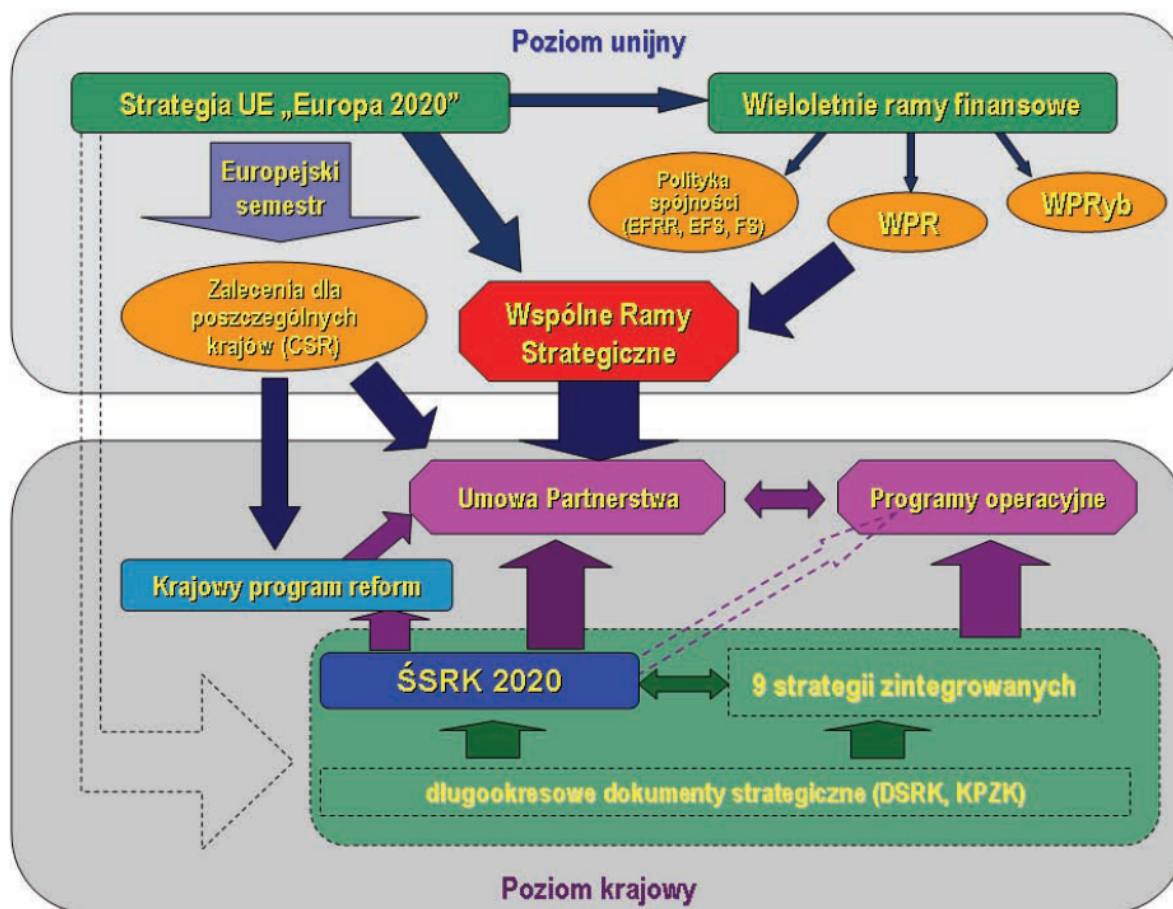 Poziom unijny
Strategia UE „Europa 2020”
Wieloletnie ramy finansowe
Europejski
semestr
Polityka
spójności
(EFRR, EFS, FS)
WPR
WPRyb
Zalecenia dla
poszczególnych
krajów (CSR)
Wspólne Ramy
Strategiczne
Umowa Partnerstwa
Programy operacyjne
Krajowy program reform
ŚSRK 2020
9 strategii zintegrowanych
długookresowe dokumenty strategiczne (DSRK, KPZK)
Poziom krajowy